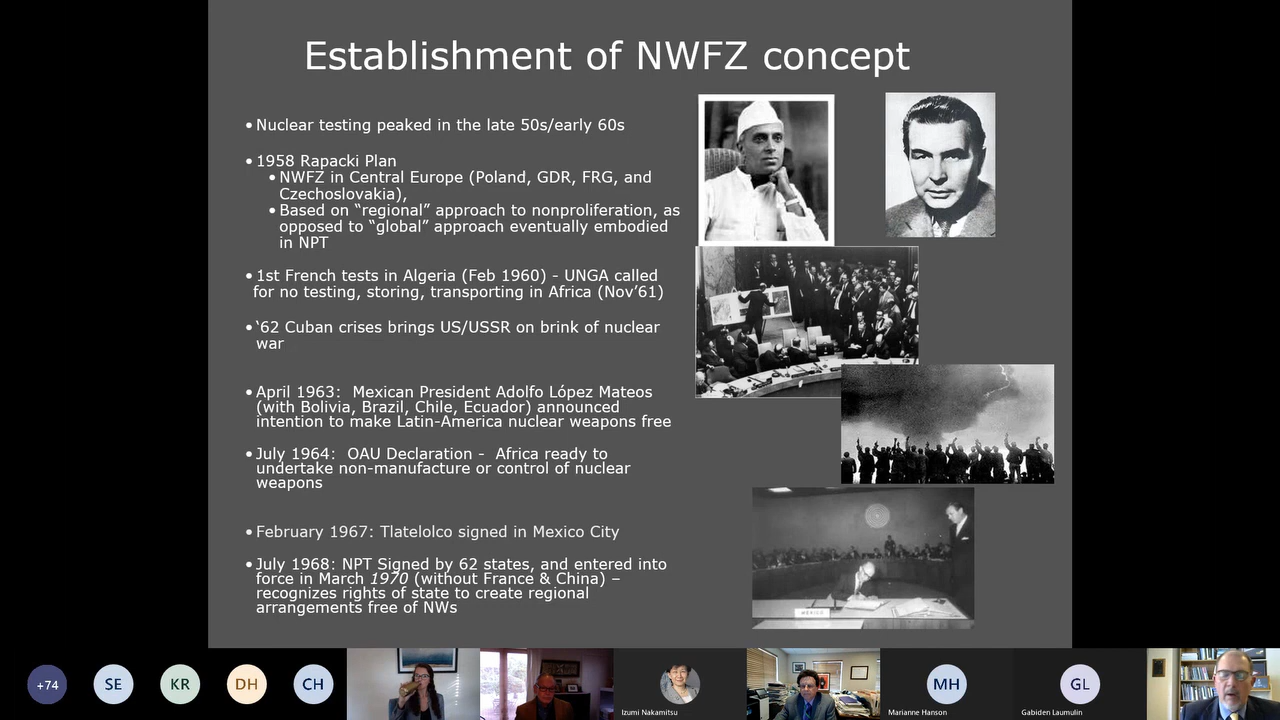 Establishment of NWFZ concept
• Nuclear testing peaked in the late 50s/early 60s
• 1958 Rapacki Plan
• NWFZ in Central Europe (Poland, GDR, FRG, and
Czechoslovakia),
• Based on “regional” approach to nonproliferation, as
opposed to “global” approach eventually embodied
in NPT
• 1st French tests in Algeria (Feb 1960) - UNGA called
for no testing, storing, transporting in Africa (Nov’61)
• ‘62 Cuban crises brings US/USSR on brink of nuclear
war
• April 1963:  Mexican President Adolfo López Mateos
(with Bolivia, Brazil, Chile, Ecuador) announced
intention to make Latin-America nuclear weapons free
• July 1964:  OAU Declaration -  Africa ready to
undertake non-manufacture or control of nuclear
weapons
• February 1967: Tlatelolco signed in Mexico City
• July 1968: NPT Signed by 62 states, and entered into
force in March 1970 (without France & China) –
recognizes rights of state to create regional
arrangements free of NWs
MEXICO
+74
SE
KR
DH
CH
MH
GL
Izumi Nakamitsu
Marianne Hanson
Gabiden Laumulin